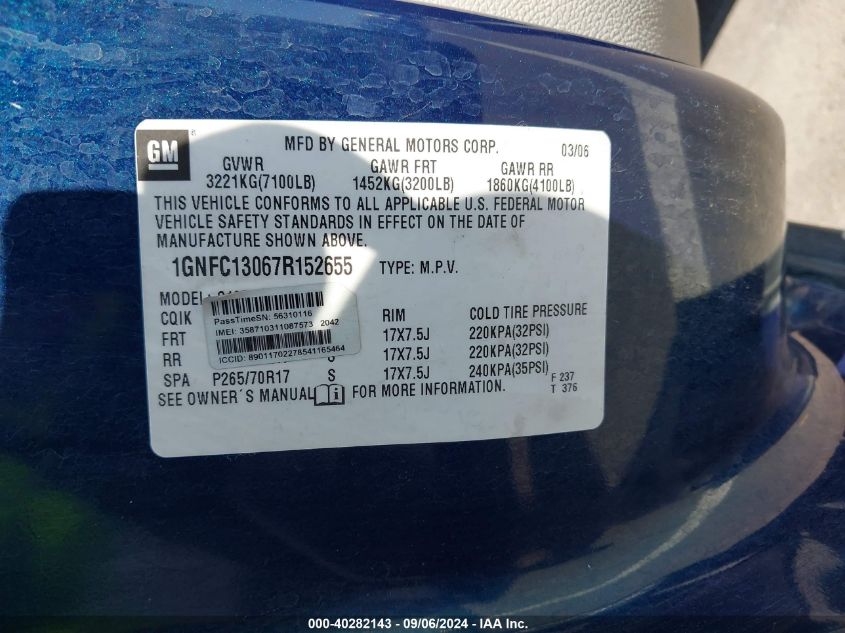 GM ®
MFD BY GENERAL MOTORS CORP. 03/06
GVWR GAWR FRT GAWR RR
3221KG(7100LB) 1452KG(3200LB) 1860KG(4100LB)
THIS VEHICLE CONFORMS TO ALL APPLICABLE U.S. FEDERAL MOTOR
VEHICLE SAFETY STANDARDS IN EFFECT ON THE DATE OF
MANUFACTURE SHOWN ABOVE.
1GNFC13067R152655 TYPE: M.P.V.
MODEL:
PassTimeSN: 56310116
IMEI: 358710311087573 2042
ICCID: 89011702278541165464
CQIK RIM COLD TIRE PRESSURE
FRT 17X7.5J 220KPA(32PSI)
RR S 17X7.5J 220KPA(32PSI)
SPA P265/70R17 S 17X7.5J 240KPA(35PSI)
SEE OWNER'S MANUAL i FOR MORE INFORMATION.
F 237
T 376
000-40282143 - 09/06/2024 - © IAA Inc.